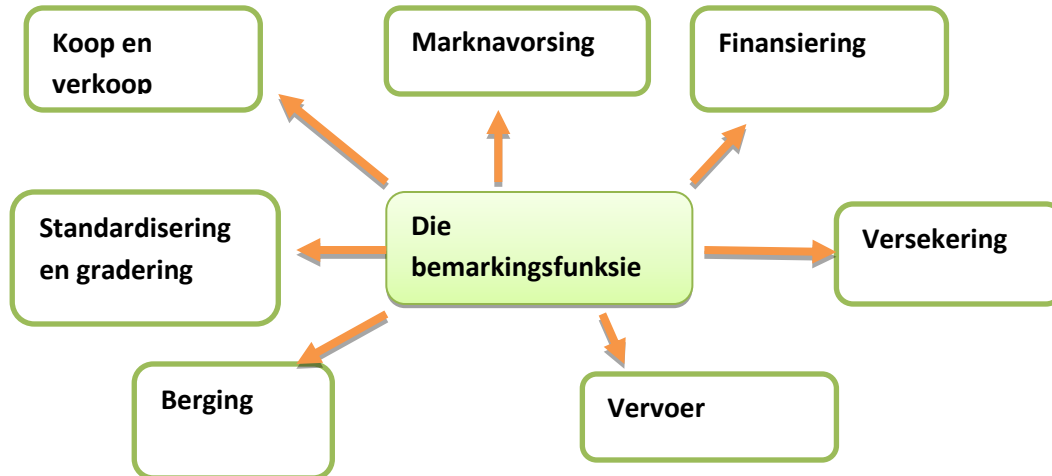 Koop en
verkoop
Marknavorsing
Finansiering
Standardisering
en gradering
Die
bemarkingsfunksie
Versekering
Berging
Vervoer